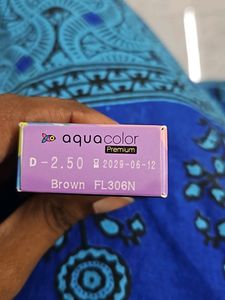 aquacolor
Premium
D -2.50 2029-06-12
Brown FL306N